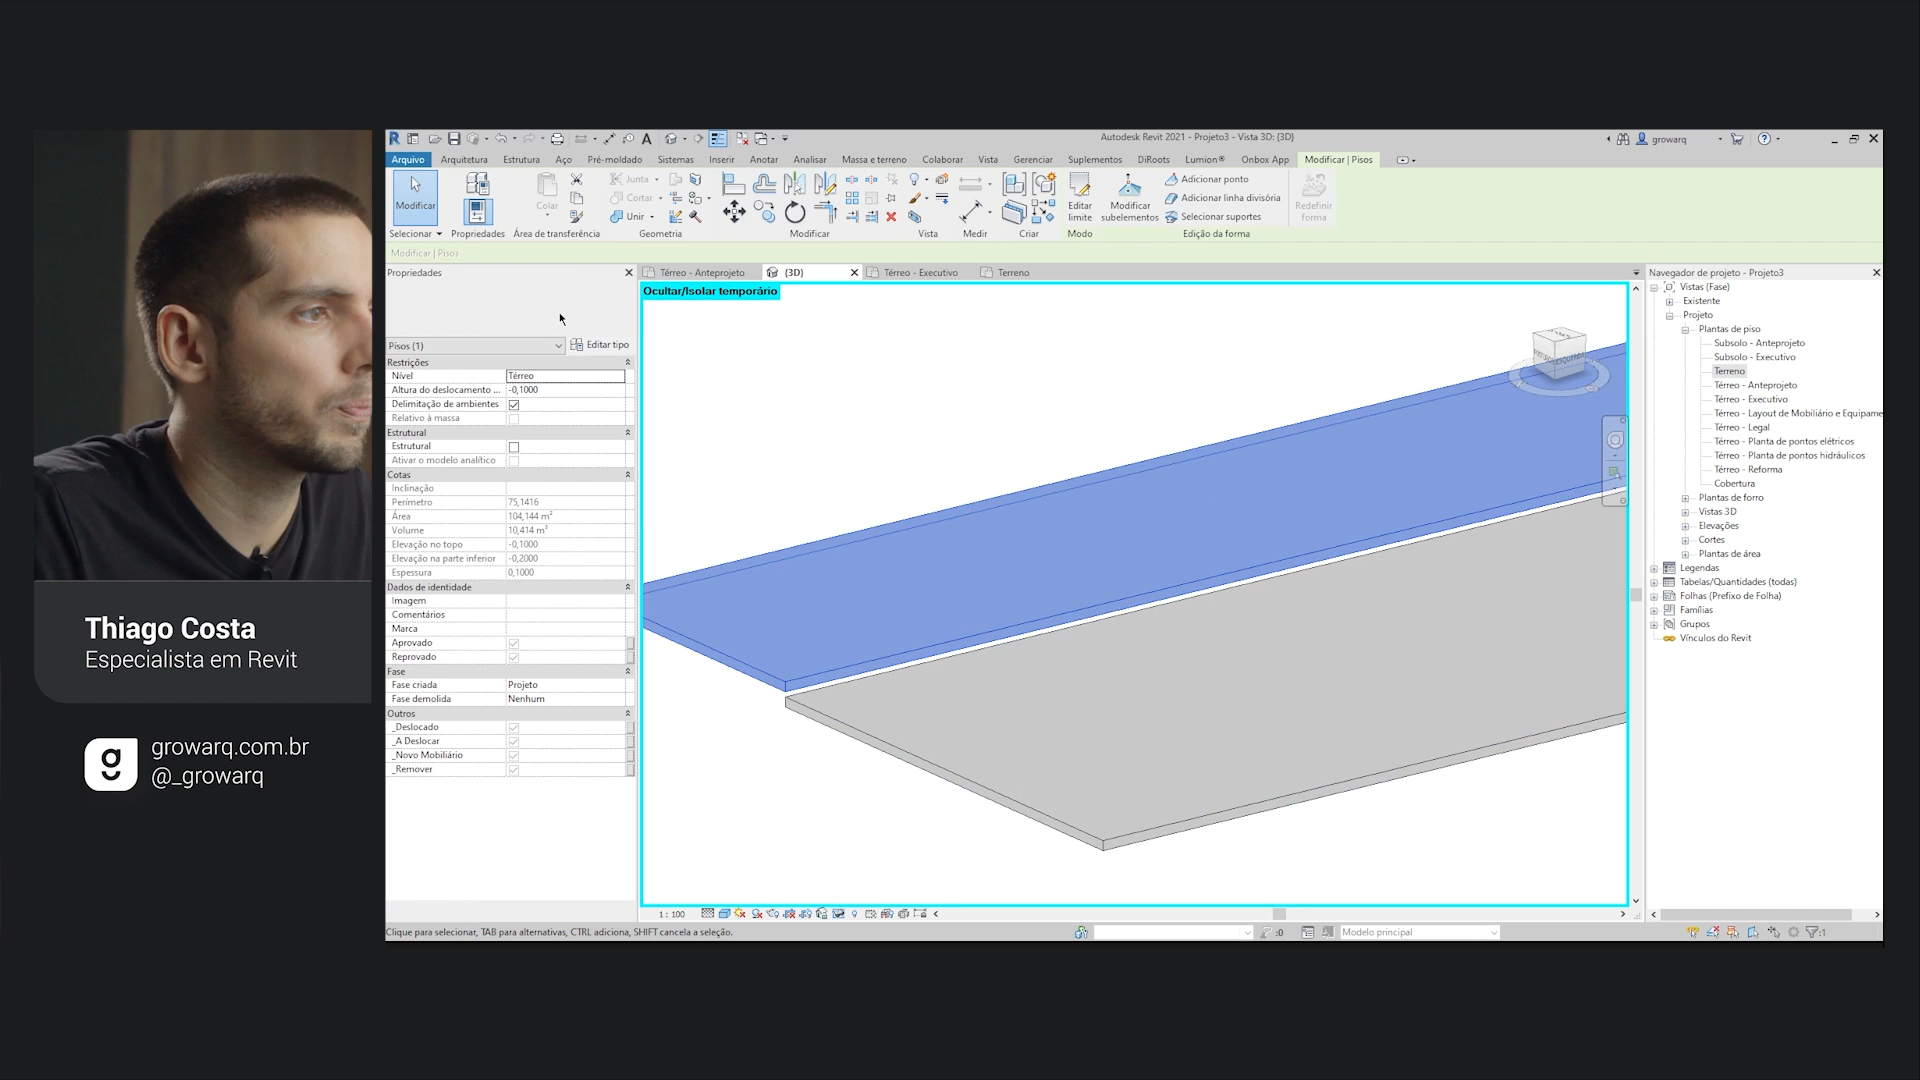 Autodesk Revit 2021 - Projeto3 - Vista 3D: {3D}
growarq
Arquivo Arquitetura Estrutura Aço Pré-moldado Sistemas Inserir Anotar Analisar Massa e terreno Colaborar Vista Gerenciar Suplementos DiRoots Lumion® Onbox App Modificar | Pisos
Modificar
Colar
Junta
Cortar
Unir
Editar limite
Modificar subelementos
Adicionar ponto
Adicionar linha divisória
Selecionar suportes
Redefinir forma
Selecionar Propriedades Área de transferência Geometria Modificar Vista Medir Criar Modo Edição da forma
Modificar | Pisos
Propriedades
Pisos (1)
Editar tipo
Restrições
Nível Térreo
Altura do deslocamento ... -0,1000
Delimitação de ambientes
Relativo à massa
Estrutural
Estrutural
Ativar o modelo analítico
Cotas
Inclinação
Perímetro 75,1416
Área 104,144 m²
Volume 10,414 m³
Elevação no topo -0,1000
Elevação na parte inferior -0,2000
Espessura 0,1000
Dados de identidade
Imagem
Comentários
Marca
Aprovado
Reprovado
Fase
Fase criada Projeto
Fase demolida Nenhum
Outros
_Deslocado
_A Deslocar
_Novo Mobiliário
_Remover
Térreo - Anteprojeto {3D} Térreo - Executivo Terreno
Ocultar/Isolar temporário
1 : 100
Navegador de projeto - Projeto3
Vistas (Fase)
Existente
Projeto
Plantas de piso
Subsolo - Anteprojeto
Subsolo - Executivo
Terreno
Térreo - Anteprojeto
Térreo - Executivo
Térreo - Layout de Mobiliário e Equipame
Térreo - Legal
Térreo - Planta de pontos elétricos
Térreo - Planta de pontos hidráulicos
Térreo - Reforma
Cobertura
Plantas de forro
Vistas 3D
Elevações
Cortes
Plantas de área
Legendas
Tabelas/Quantidades (todas)
Folhas (Prefixo de Folha)
Famílias
Grupos
Vínculos do Revit
Clique para selecionar, TAB para alternativas, CTRL adiciona, SHIFT cancela a seleção.
:0
Modelo principal
:1
Thiago Costa
Especialista em Revit
g
growarq.com.br
@_growarq